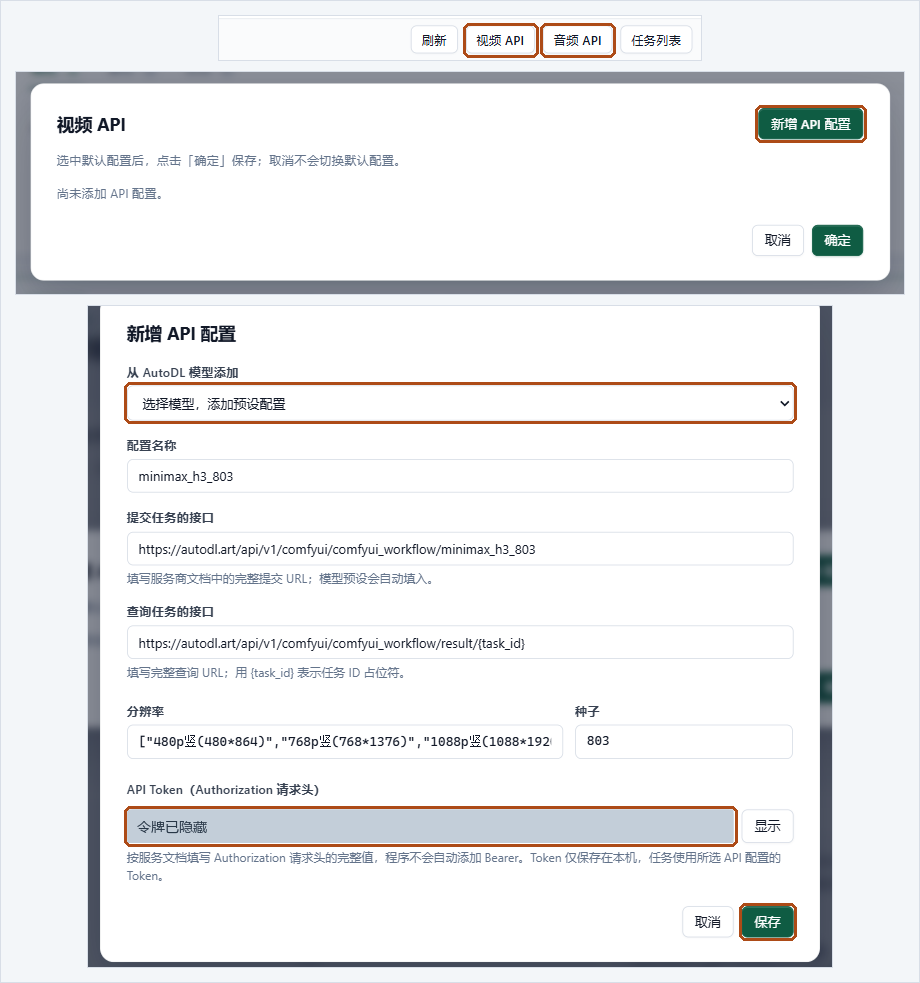 刷新 视频 API 音频 API 任务列表
视频 API 新增 API 配置
选中默认配置后，点击「确定」保存；取消不会切换默认配置。
尚未添加 API 配置。
取消 确定
新增 API 配置
从 AutoDL 模型添加
选择模型，添加预设配置
配置名称
minimax_h3_803
提交任务的接口
https://autodl.art/api/v1/comfyui/comfyui_workflow/minimax_h3_803
填写服务商文档中的完整提交 URL；模型预设会自动填入。
查询任务的接口
https://autodl.art/api/v1/comfyui/comfyui_workflow/result/{task_id}
填写完整查询 URL；用 {task_id} 表示任务 ID 占位符。
分辨率 种子
["480p竖(480*864)","768p竖(768*1376)","1088p竖(1088*192 803
API Token（Authorization 请求头）
令牌已隐藏 显示
按服务文档填写 Authorization 请求头的完整值，程序不会自动添加 Bearer。Token 仅保存在本机，任务使用所选 API 配置的
Token。
取消 保存